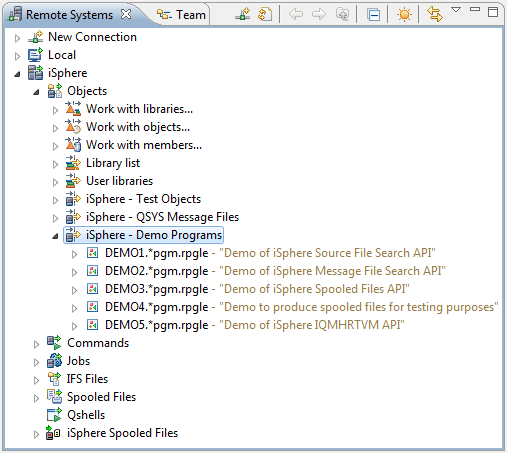 Remote Systems Team
New Connection
Local
iSphere
Objects
Work with libraries...
Work with objects...
Work with members...
Library list
User libraries
iSphere - Test Objects
iSphere - QSYS Message Files
iSphere - Demo Programs
DEMO1.*pgm.rpgle - "Demo of iSphere Source File Search API"
DEMO2.*pgm.rpgle - "Demo of iSphere Message File Search API"
DEMO3.*pgm.rpgle - "Demo of iSphere Spooled Files API"
DEMO4.*pgm.rpgle - "Demo to produce spooled files for testing purposes"
DEMO5.*pgm.rpgle - "Demo of iSphere IQMHRTVM API"
Commands
Jobs
IFS Files
Spooled Files
Qshells
iSphere Spooled Files